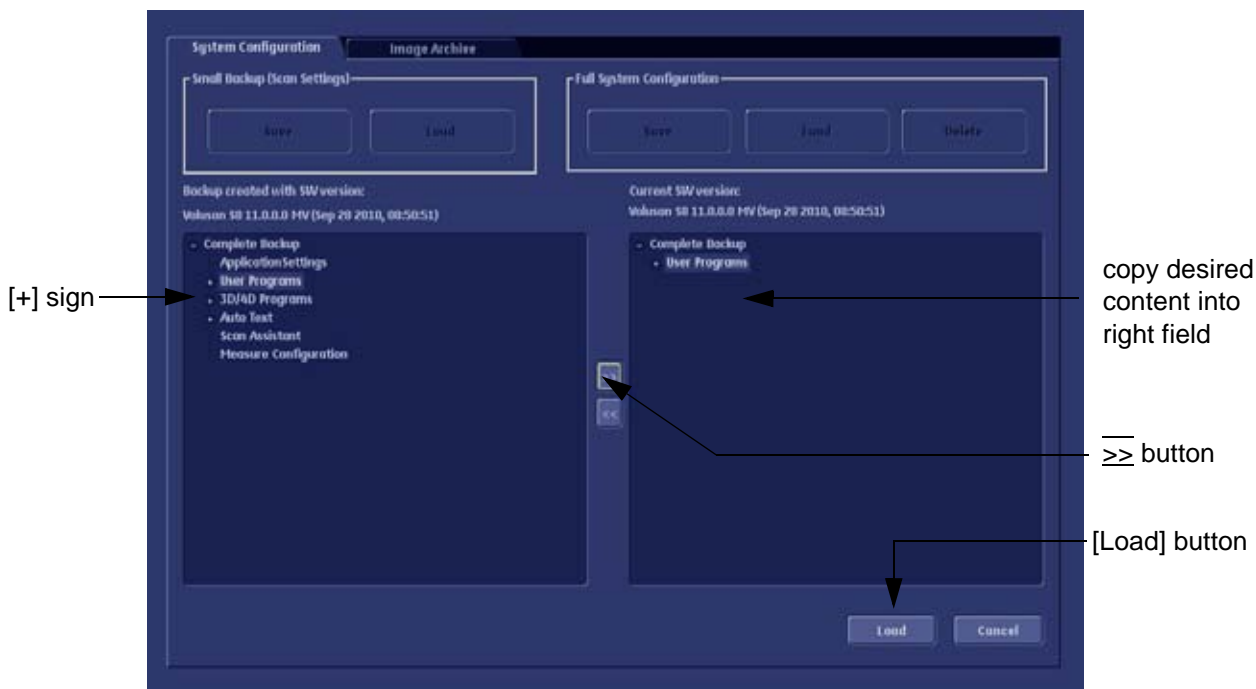 System Configuration
Image Archive
Small Backup (Scan Settings)
Save
Load
Full System Configuration
Save
Load
Delete
Backup created with SW version:
Voluson S8 11.0.0.0 MV (Sep 28 2010, 08:50:51)
- Complete Backup
ApplicationSettings
+ User Programs
+ 3D/4D Programs
+ Auto Text
Scan Assistant
Measure Configuration
>>
<<
Current SW version:
Voluson S8 11.0.0.0 MV (Sep 28 2010, 08:50:51)
- Complete Backup
+ User Programs
Load
Cancel
[+] sign
copy desired
content into
right field
>> button
[Load] button